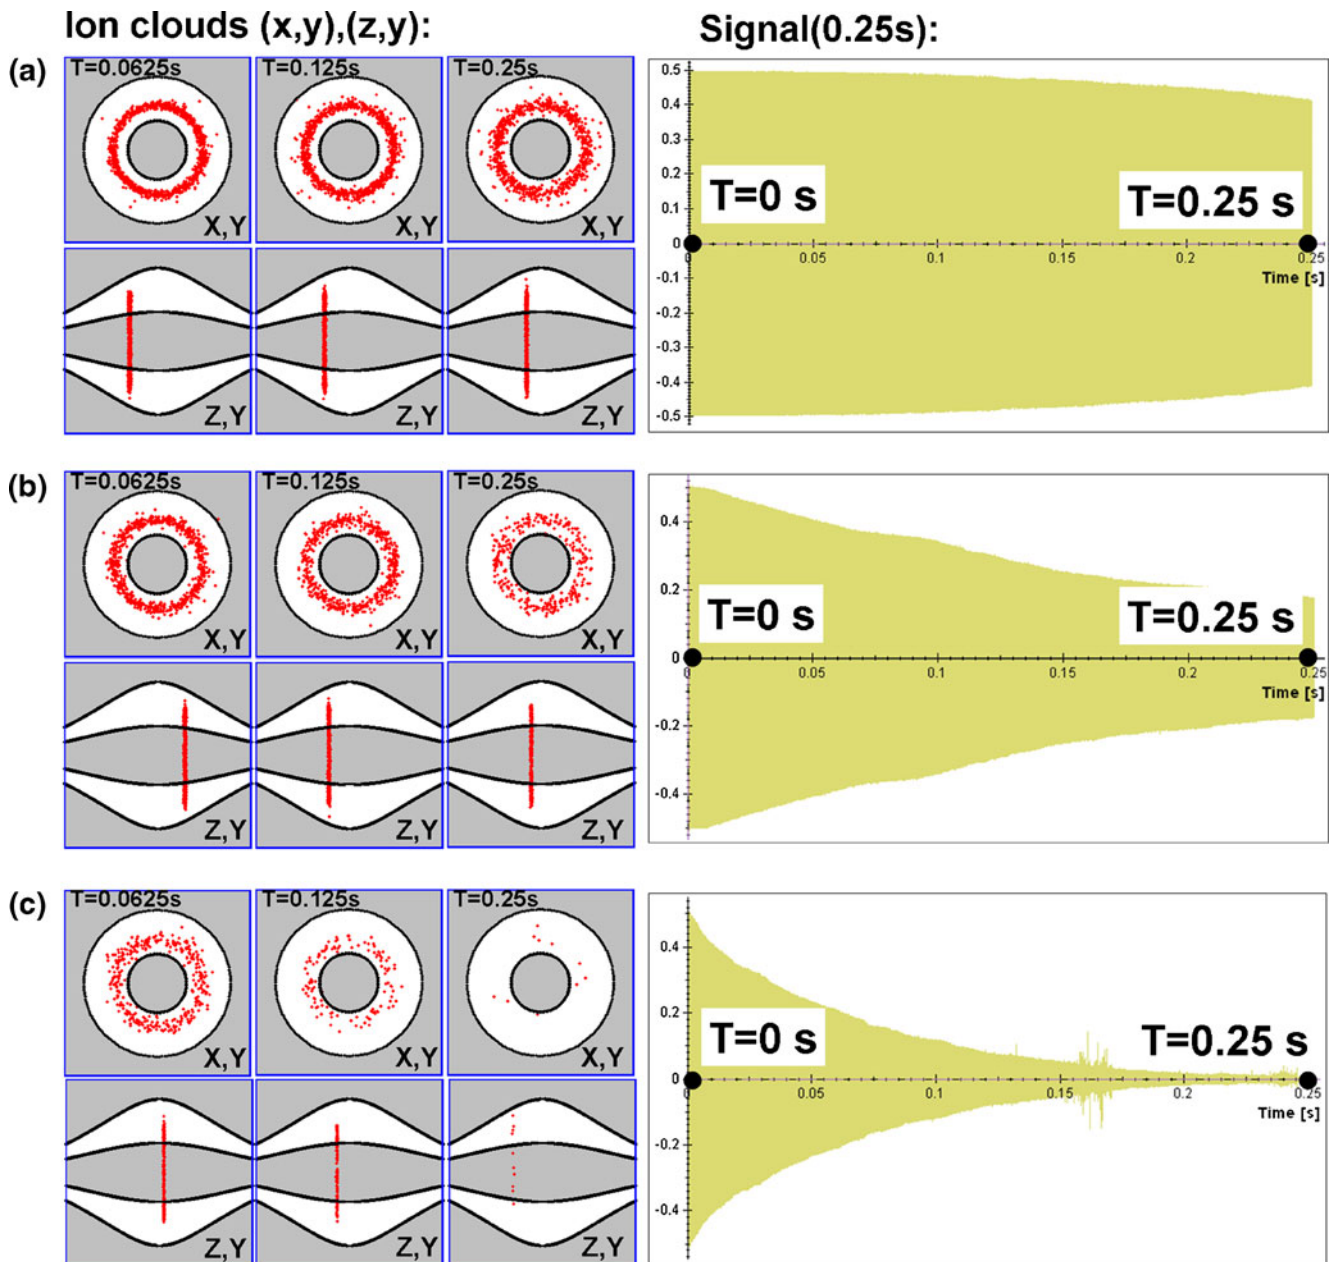 Ion clouds (x,y),(z,y):
Signal(0.25s):
(a)
T=0.0625s
T=0.125s
T=0.25s
X,Y
X,Y
X,Y
Z,Y
Z,Y
Z,Y
0.5
0.4
0.3
0.2
0.1
0
-0.1
-0.2
-0.3
-0.4
-0.5
T=0 s
T=0.25 s
0.05
0.1
0.15
0.2
0.25
Time [s]
(b)
T=0.0625s
T=0.125s
T=0.25s
X,Y
X,Y
X,Y
Z,Y
Z,Y
Z,Y
0.4
0.2
0
-0.2
-0.4
T=0 s
T=0.25 s
0.05
0.1
0.15
0.2
0.25
Time [s]
(c)
T=0.0625s
T=0.125s
T=0.25s
X,Y
X,Y
X,Y
Z,Y
Z,Y
Z,Y
0.4
0.2
0
-0.2
-0.4
T=0 s
T=0.25 s
0.05
0.1
0.15
0.2
0.25
Time [s]